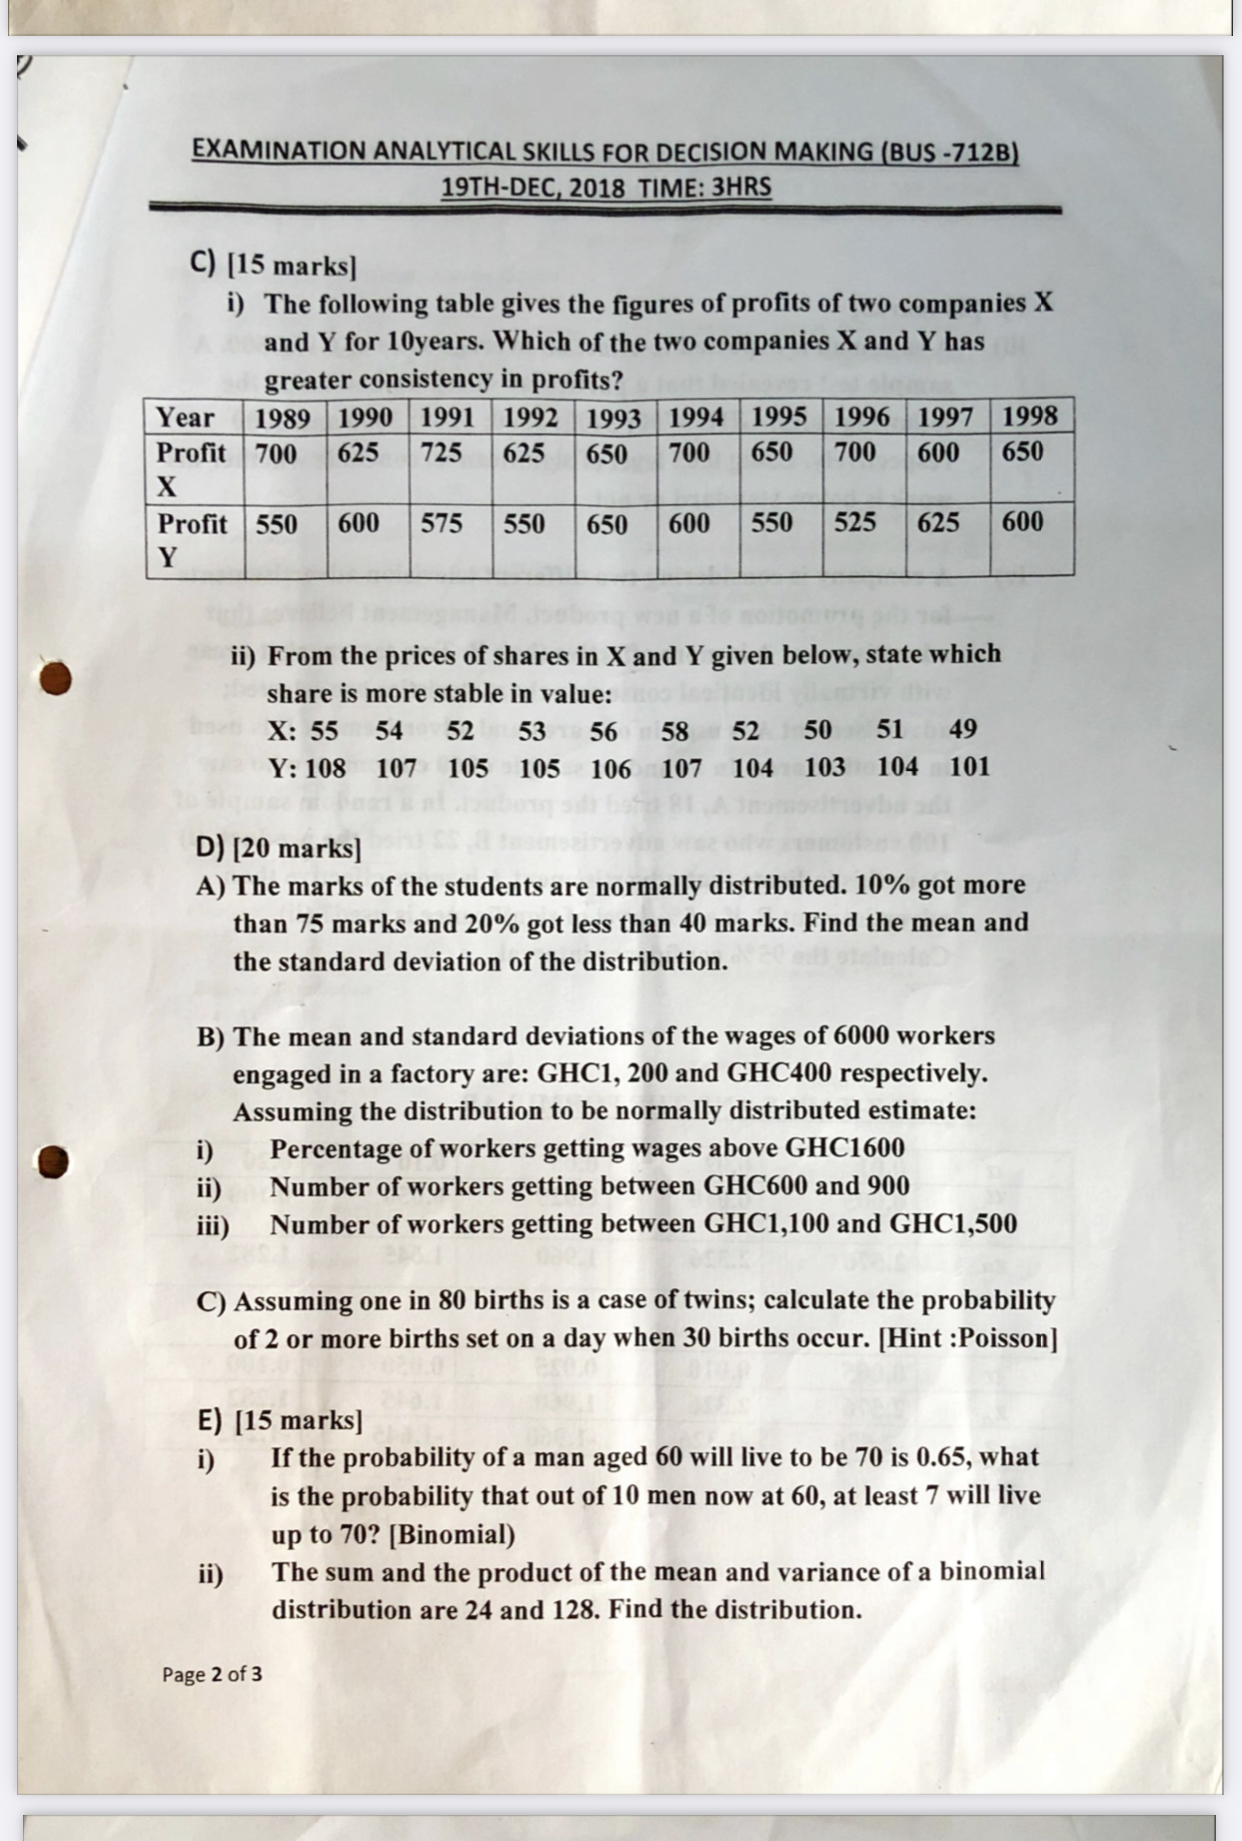 EXAMINATION ANALYTICAL SKILLS FOR DECISION MAKING (BUS -712B)
19TH-DEC, 2018 TIME: 3HRS
C) [15 marks]
i) The following table gives the figures of profits of two companies X
and Y for 10years. Which of the two companies X and Y has
greater consistency in profits?
Year 1989 1990 1991 1992 1993 1994 1995 1996 1997 1998
Profit 700 625 725 625 650 700 650 700 600 650
X
Profit 550 600 575 550 650 600 550 525 625 600
Y
ii) From the prices of shares in X and Y given below, state which
share is more stable in value:
X: 55 54 52 53 56 58 52 50 51 49
Y: 108 107 105 105 106 107 104 103 104 101
D) [20 marks]
A) The marks of the students are normally distributed. 10% got more
than 75 marks and 20% got less than 40 marks. Find the mean and
the standard deviation of the distribution.
B) The mean and standard deviations of the wages of 6000 workers
engaged in a factory are: GHC1, 200 and GHC400 respectively.
Assuming the distribution to be normally distributed estimate:
i) Percentage of workers getting wages above GHC1600
ii) Number of workers getting between GHC600 and 900
iii) Number of workers getting between GHC1,100 and GHC1,500
C) Assuming one in 80 births is a case of twins; calculate the probability
of 2 or more births set on a day when 30 births occur. [Hint :Poisson]
E) [15 marks]
i) If the probability of a man aged 60 will live to be 70 is 0.65, what
is the probability that out of 10 men now at 60, at least 7 will live
up to 70? [Binomial)
ii) The sum and the product of the mean and variance of a binomial
distribution are 24 and 128. Find the distribution.
Page 2 of 3